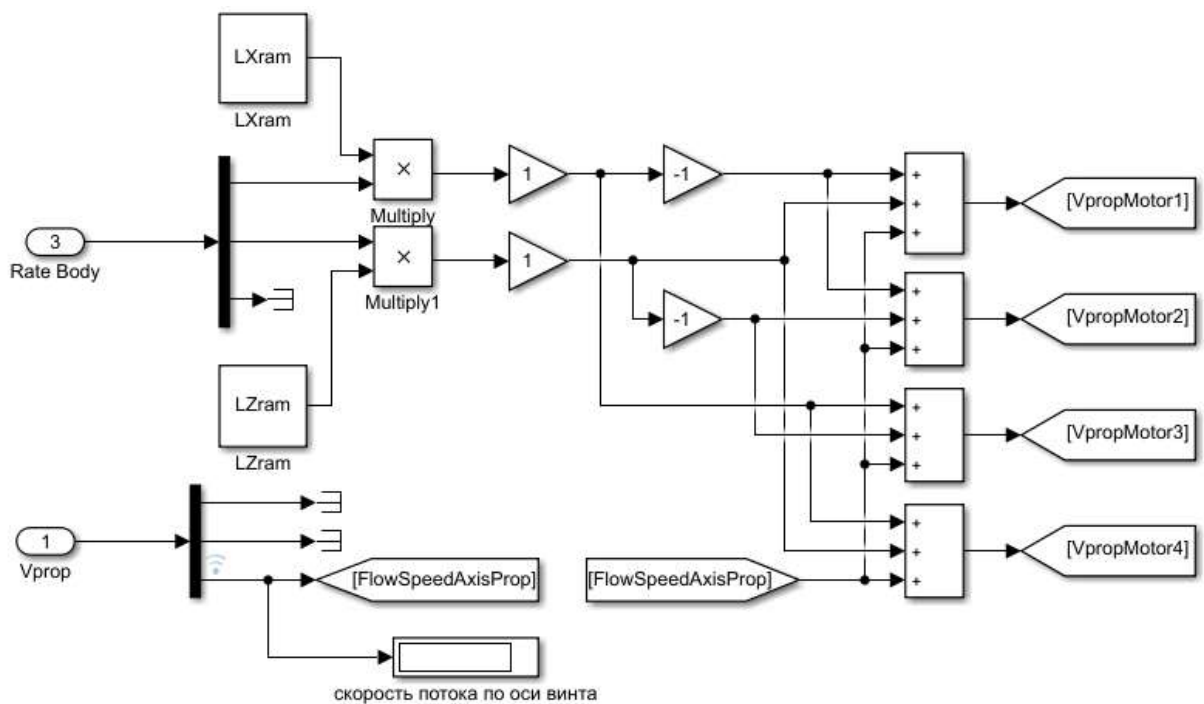 LXram
LXram
×
Multiply
1
-1
+
+
+
[VpropMotor1]
3
Rate Body
×
Multiply1
1
-1
+
+
+
[VpropMotor2]
LZram
LZram
+
+
+
[VpropMotor3]
1
Vprop
[FlowSpeedAxisProp]
[FlowSpeedAxisProp]
+
+
+
[VpropMotor4]
скорость потока по оси винта